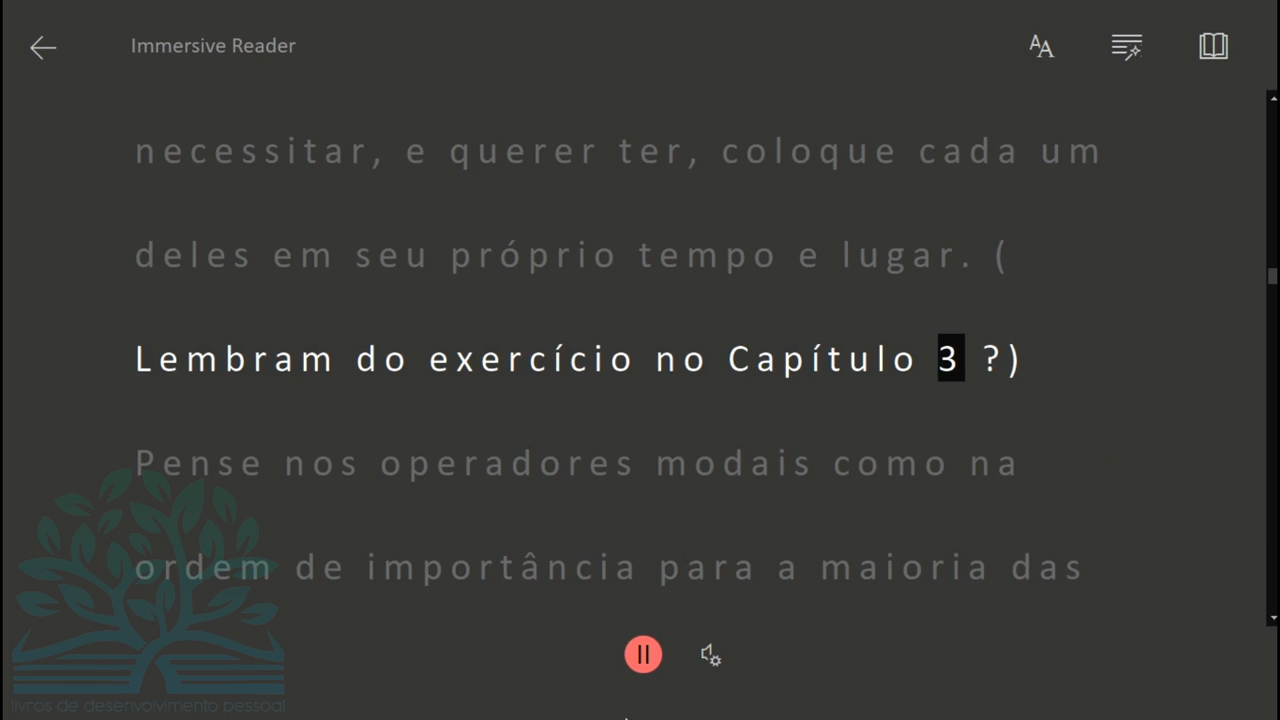 Immersive Reader
necessitar, e querer ter, coloque cada um
deles em seu próprio tempo e lugar. (
Lembram do exercício no Capítulo 3 ?)
Pense nos operadores modais como na
ordem de importância para a maioria das
livros de desenvolvimento pessoal